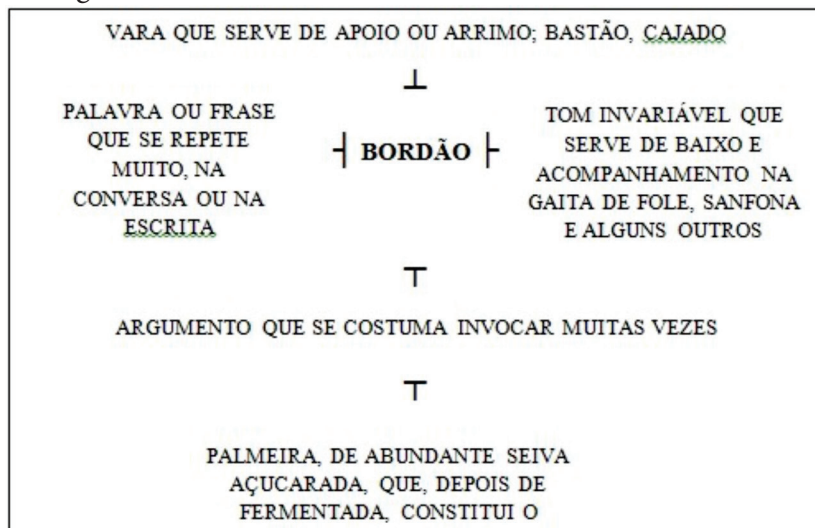 VARA QUE SERVE DE APOIO OU ARRIMO; BASTÃO, CAJADO
PALAVRA OU FRASE
QUE SE REPETE
MUITO, NA
CONVERSA OU NA
ESCRITA
BORDÃO
TOM INVARIÁVEL QUE
SERVE DE BAIXO E
ACOMPANHAMENTO NA
GAITA DE FOLE, SANFONA
E ALGUNS OUTROS
ARGUMENTO QUE SE COSTUMA INVOCAR MUITAS VEZES
PALMEIRA, DE ABUNDANTE SEIVA
AÇUCARADA, QUE, DEPOIS DE
FERMENTADA, CONSTITUI O